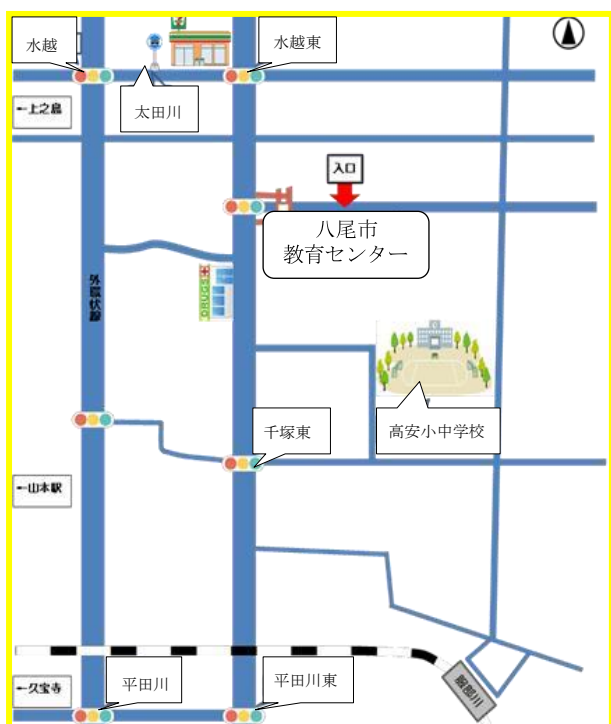 水越
水越東
太田川
←上之島
入口
八尾市
教育センター
外環状線
DRUGS
高安小中学校
千塚東
←山本駅
平田川
平田川東
←久宝寺
服部川